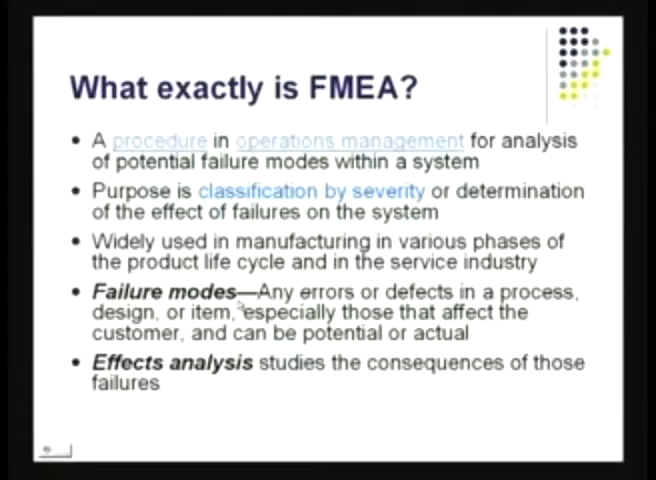 What exactly is FMEA?
• A procedure in operations management for analysis
of potential failure modes within a system
• Purpose is classification by severity or determination
of the effect of failures on the system
• Widely used in manufacturing in various phases of
the product life cycle and in the service industry
• Failure modes—Any errors or defects in a process,
design, or item, especially those that affect the
customer, and can be potential or actual
• Effects analysis studies the consequences of those
failures